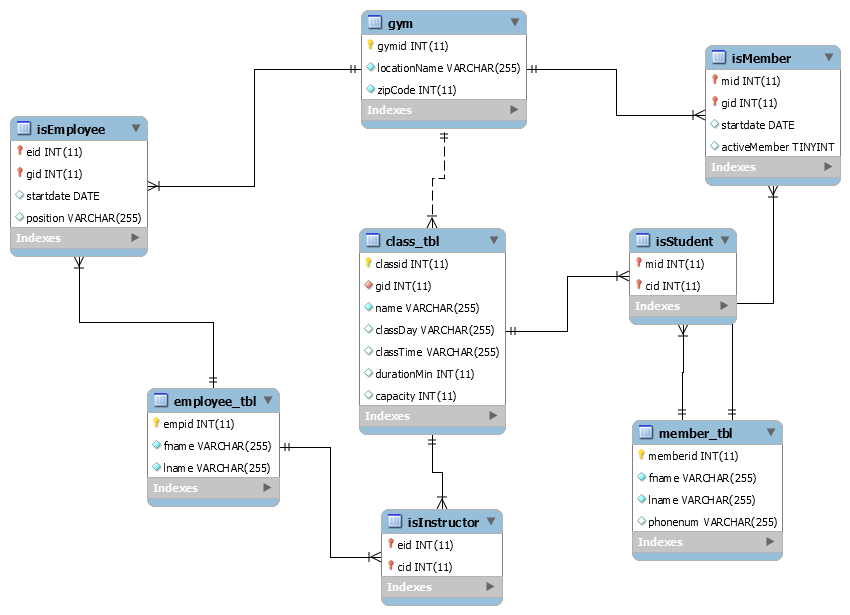 gym
gymid INT(11)
locationName VARCHAR(255)
zipCode INT(11)
Indexes
isMember
mid INT(11)
gid INT(11)
startdate DATE
activeMember TINYINT
Indexes
isEmployee
eid INT(11)
gid INT(11)
startdate DATE
position VARCHAR(255)
Indexes
class_tbl
classid INT(11)
gid INT(11)
name VARCHAR(255)
classDay VARCHAR(255)
classTime VARCHAR(255)
durationMin INT(11)
capacity INT(11)
Indexes
isStudent
mid INT(11)
cid INT(11)
Indexes
employee_tbl
empid INT(11)
fname VARCHAR(255)
lname VARCHAR(255)
Indexes
member_tbl
memberid INT(11)
fname VARCHAR(255)
lname VARCHAR(255)
phonenum VARCHAR(255)
Indexes
isInstructor
eid INT(11)
cid INT(11)
Indexes